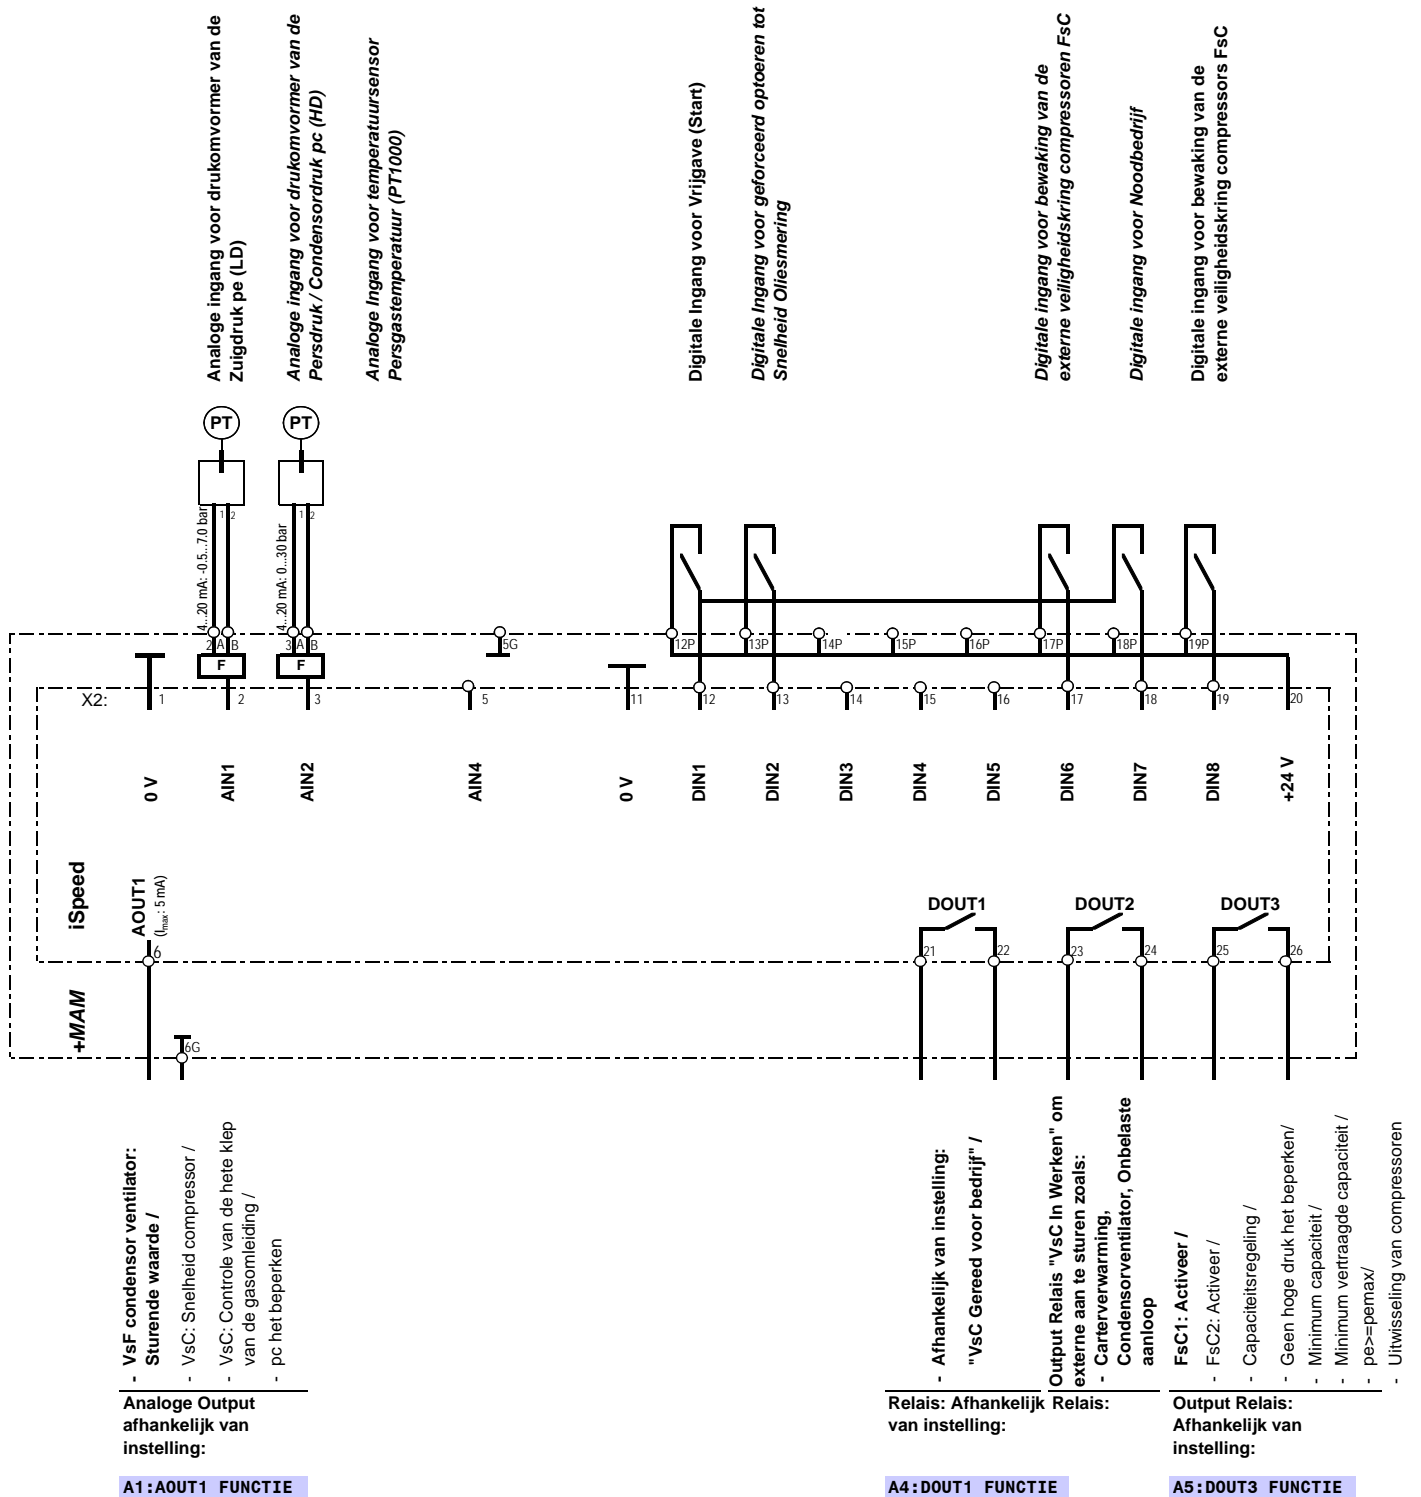 Analoge ingang voor drukomvormer van de
Zuigdruk pe (LD)
Analoge ingang voor drukomvormer van de
Persdruk / Condensordruk pc (HD)
Analoge Ingang voor temperatuursensor
Persgastemperatuur (PT1000)
Digitale Ingang voor Vrijgave (Start)
Digitale Ingang voor geforceerd optoeren tot
Snelheid Oliesmering
Digitale ingang voor bewaking van de
externe veiligheidskring compressoren FsC
Digitale ingang voor Noodbedrijf
Digitale ingang voor bewaking van de
externe veiligheidskring compressors FsC
PT
PT
1 2
1 2
4...20 mA: -0.5...7.0 bar
4...20 mA: 0...30 bar
2 A B
3 A B
5G
12P
13P
14P
15P
16P
17P
18P
19P
F
F
X2:
1
2
3
5
11
12
13
14
15
16
17
18
19
20
0 V
AIN1
AIN2
AIN4
0 V
DIN1
DIN2
DIN3
DIN4
DIN5
DIN6
DIN7
DIN8
+24 V
iSpeed
AOUT1
(Imax: 5 mA)
6
DOUT1
DOUT2
DOUT3
21
22
23
24
25
26
+MAM
6G
- VsF condensor ventilator:
Sturende waarde /
- VsC: Snelheid compressor /
- VsC: Controle van de hete klep
van de gasomleiding /
- pc het beperken
Analoge Output
afhankelijk van
instelling:
A1:AOUT1 FUNCTIE
- Afhankelijk van instelling:
"VsC Gereed voor bedrijf" /
Relais: Afhankelijk
van instelling:
A4:DOUT1 FUNCTIE
Output Relais "VsC In Werken" om
externe aan te sturen zoals:
- Carterverwarming,
Condensorventilator, Onbelaste
aanloop
Relais:
FsC1: Activeer /
- FsC2: Activeer /
- Capaciteitsregeling /
- Geen hoge druk het beperken/
- Minimum capaciteit /
- Minimum vertraagde capaciteit /
- pe>=pemax/
- Uitwisseling van compressoren
Output Relais:
Afhankelijk van
instelling:
A5:DOUT3 FUNCTIE